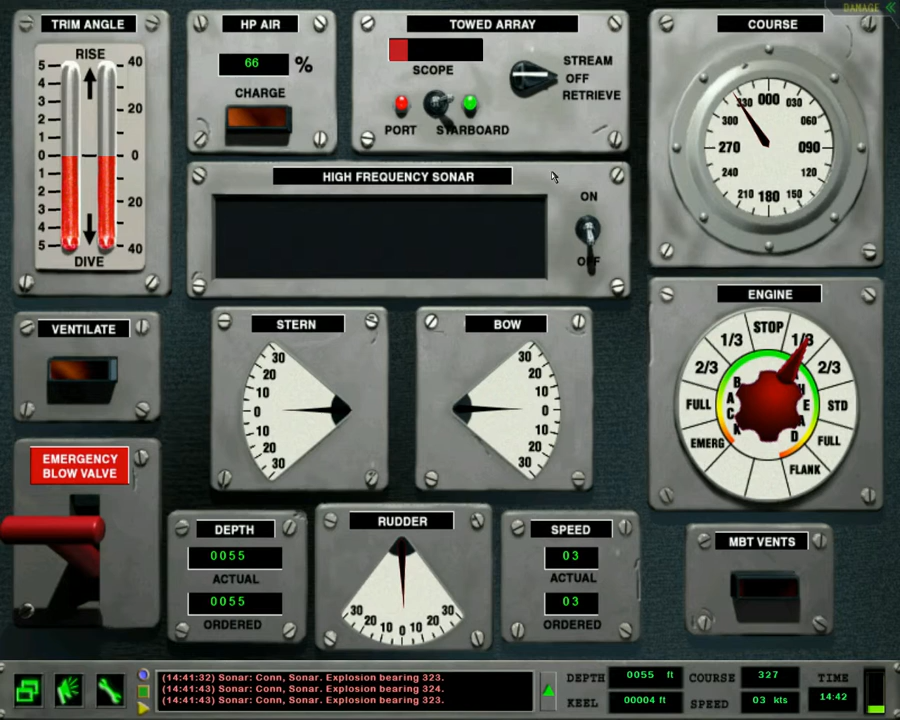 DAMAGE
TRIM ANGLE
RISE
5 40
4
3 20
2
1
0 0
1
2
3 20
4
5 40
DIVE
HP AIR
66 %
CHARGE
TOWED ARRAY
SCOPE
STREAM
OFF
RETRIEVE
PORT STARBOARD
COURSE
000 030 060 090 120 150 180 210 240 270 300 330
HIGH FREQUENCY SONAR
ON
OFF
VENTILATE
STERN
30
20
10
0
10
20
30
BOW
30
20
10
0
10
20
30
ENGINE
STOP
1/3 1/3
2/3 2/3
FULL STD
EMERG FULL
FLANK
BACK
AHEAD
EMERGENCY
BLOW VALVE
DEPTH
0055
ACTUAL
0055
ORDERED
RUDDER
30 20 10 0 10 20 30
SPEED
03
ACTUAL
03
ORDERED
MBT VENTS
(14:41:32) Sonar: Conn, Sonar. Explosion bearing 323.
(14:41:43) Sonar: Conn, Sonar. Explosion bearing 324.
(14:41:43) Sonar: Conn, Sonar. Explosion bearing 323.
DEPTH 0055 ft COURSE 327 TIME
KEEL 00004 ft SPEED 03 kts 14:42